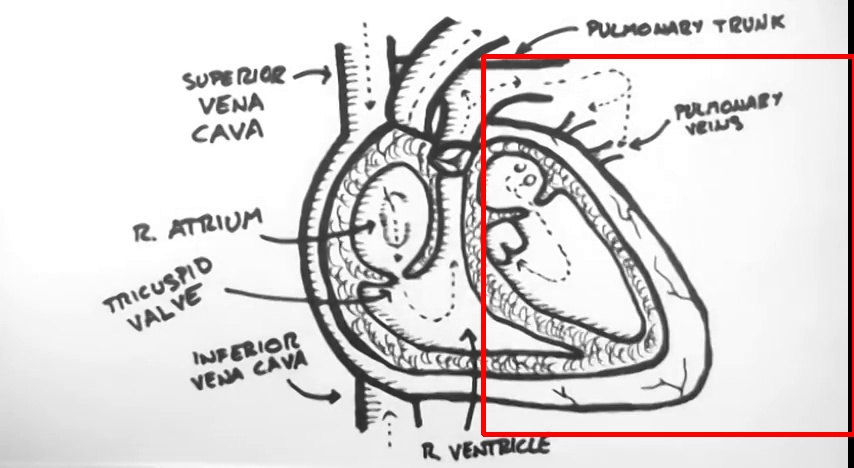 PULMONARY TRUNK
SUPERIOR
VENA
CAVA
PULMONARY
VEINS
R. ATRIUM
TRICUSPID
VALVE
INFERIOR
VENA CAVA
R. VENTRICLE